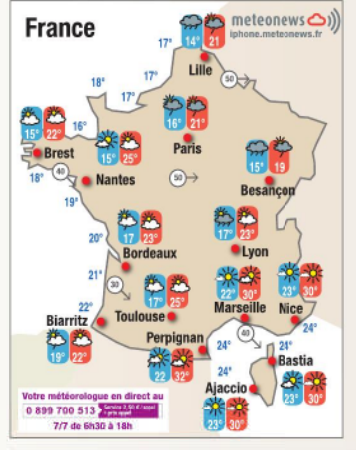 France
meteonews
iphone.meteonews.fr
17° 14° 21
Lille
50
18° 17° 17°
15° 22° 16°
Brest
16° 21°
Paris
15° 25°
Nantes
15° 19
Besançon
18° 40
50
19°
20°
17 23°
Bordeaux
17° 23°
Lyon
21°
30
17° 25°
Toulouse
22° 30°
Marseille
23° 30°
Nice
22°
Biarritz
19° 22°
Perpignan
22 32°
40
24°
24° 24°
Bastia
23° 30°
24°
Ajaccio
23° 30°
Votre météorologue en direct au
0 899 700 513
7/7 de 6h30 à 18h